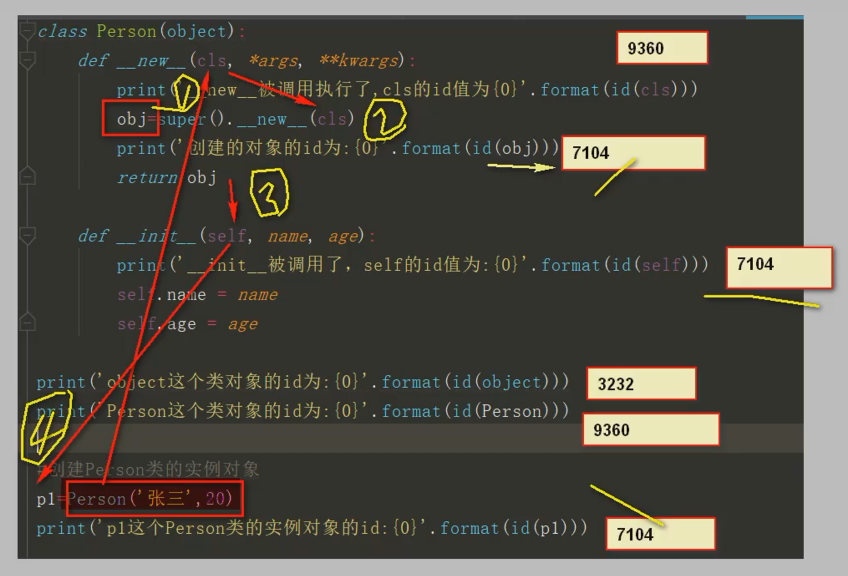 class Person(object):
def __new__(cls, *args, **kwargs): 9360
print('__new__被调用执行了,cls的id值为{0}'.format(id(cls)))
1
obj=super().__new__(cls) 2
print('创建的对象的id为:{0}'.format(id(obj))) 7104
return obj 3
def __init__(self, name, age):
print('__init__被调用了，self的id值为:{0}'.format(id(self))) 7104
self.name = name
self.age = age
print('object这个类对象的id为:{0}'.format(id(object))) 3232
print('Person这个类对象的id为:{0}'.format(id(Person))) 9360
4
#创建Person类的实例对象
p1=Person('张三',20)
print('p1这个Person类的实例对象的id:{0}'.format(id(p1))) 7104